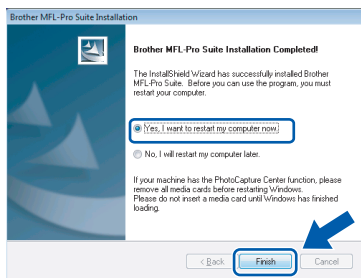 Brother MFL-Pro Suite Installation
Brother MFL-Pro Suite Installation Completed!
The InstallShield Wizard has successfully installed Brother
MFL-Pro Suite. Before you can use the program, you must
restart your computer.
Yes, I want to restart my computer now.
No, I will restart my computer later.
If your machine has the PhotoCapture Center function, please
remove all media cards before restarting Windows.
Please do not insert a media card until Windows has finished
loading.
< Back Finish Cancel